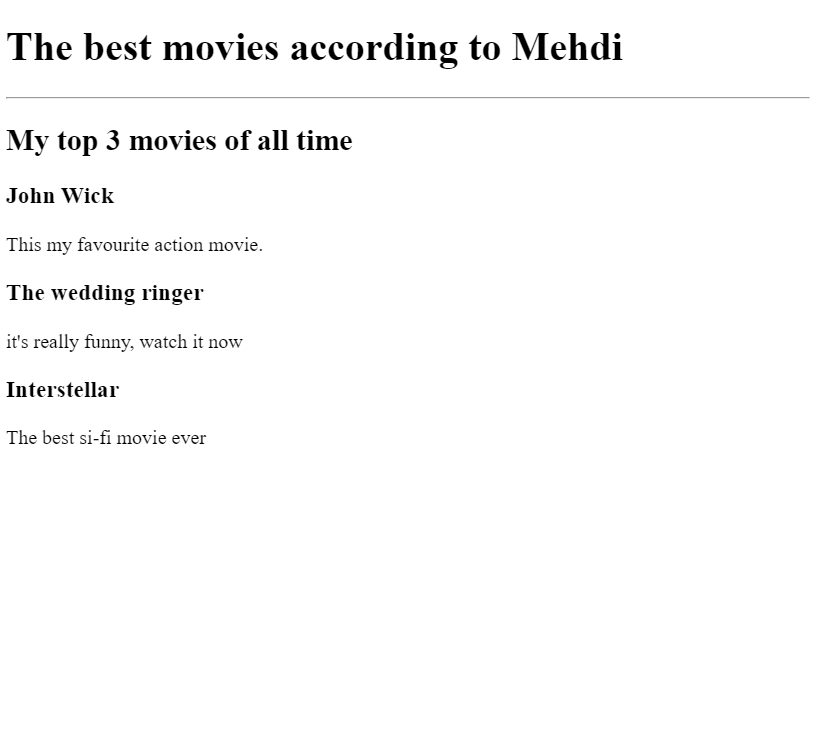 The best movies according to Mehdi
My top 3 movies of all time
John Wick
This my favourite action movie.
The wedding ringer
it's really funny, watch it now
Interstellar
The best si-fi movie ever